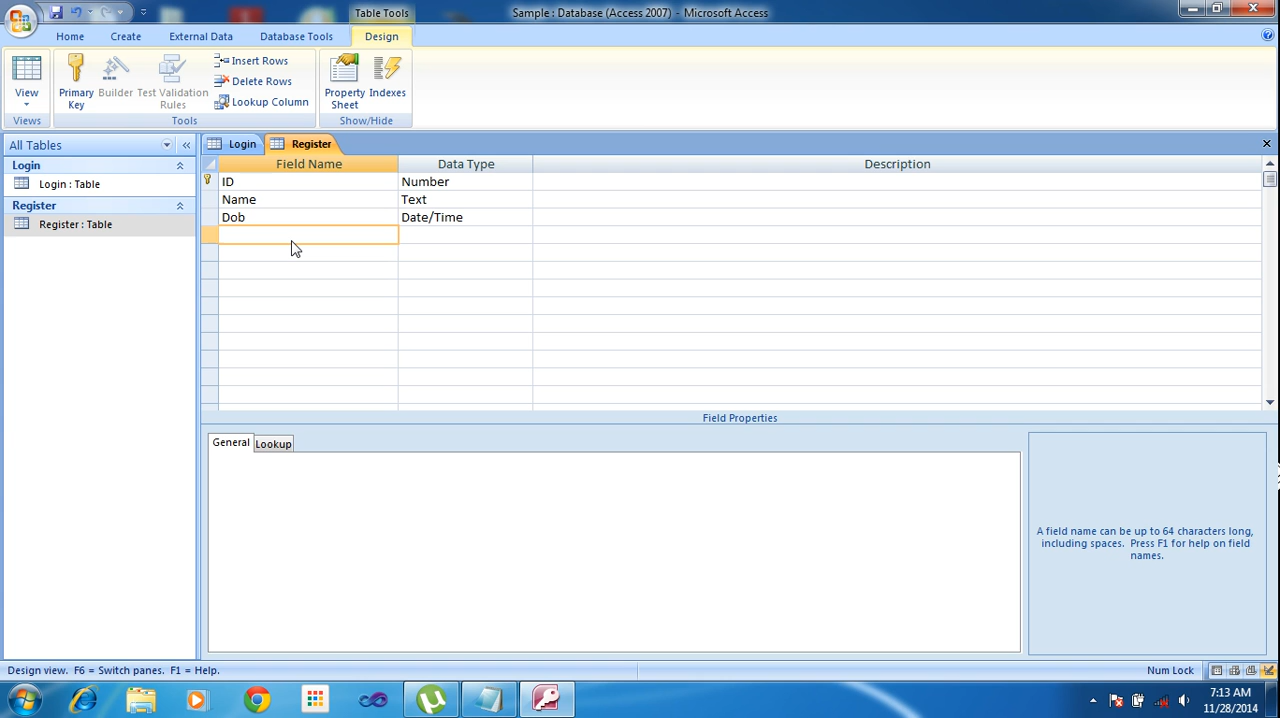 Table Tools
Sample : Database (Access 2007) - Microsoft Access
Home
Create
External Data
Database Tools
Design
View
Primary Key
Builder
Test Validation Rules
Insert Rows
Delete Rows
Lookup Column
Property Sheet
Indexes
Views
Tools
Show/Hide
All Tables
Login
Login : Table
Register
Register : Table
Login
Register
Field Name
Data Type
Description
ID
Number
Name
Text
Dob
Date/Time
Field Properties
General
Lookup
A field name can be up to 64 characters long,
including spaces. Press F1 for help on field
names.
Design view. F6 = Switch panes. F1 = Help.
Num Lock
7:13 AM
11/28/2014